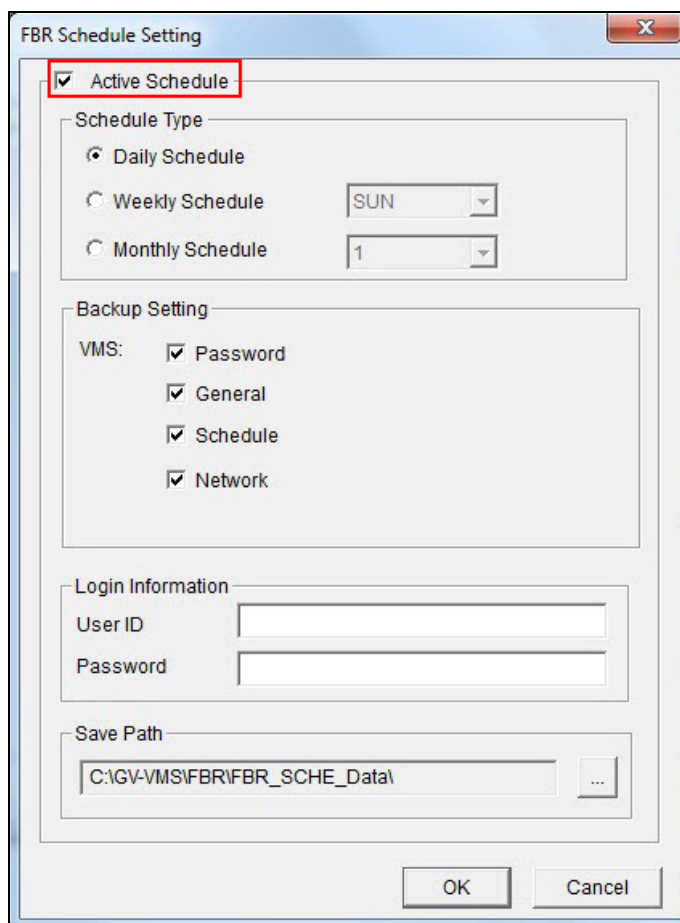 FBR Schedule Setting
Active Schedule
Schedule Type
Daily Schedule
Weekly Schedule SUN
Monthly Schedule 1
Backup Setting
VMS: Password
General
Schedule
Network
Login Information
User ID
Password
Save Path
C:\GV-VMS\FBR\FBR_SCHE_Data\ ...
OK Cancel